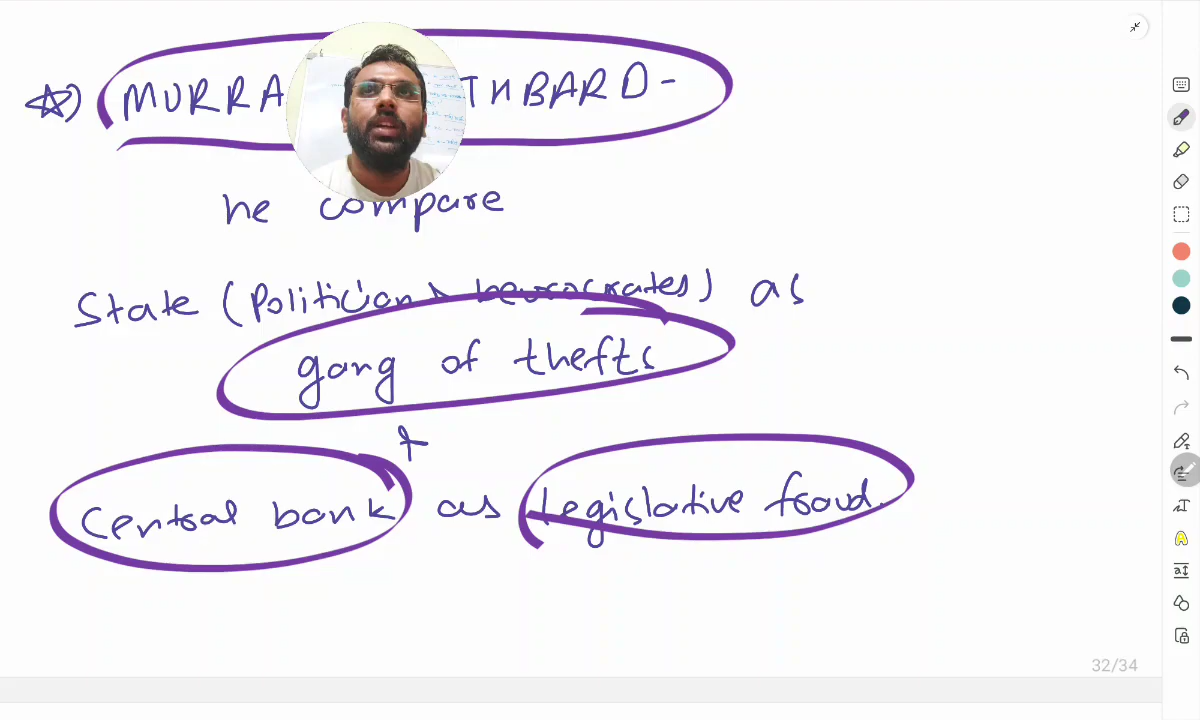 MURRA THBARD -
he compare
State (Politician & beurocrates) as
gang of thefts
+
Central bank as legislative fraud.
32/34